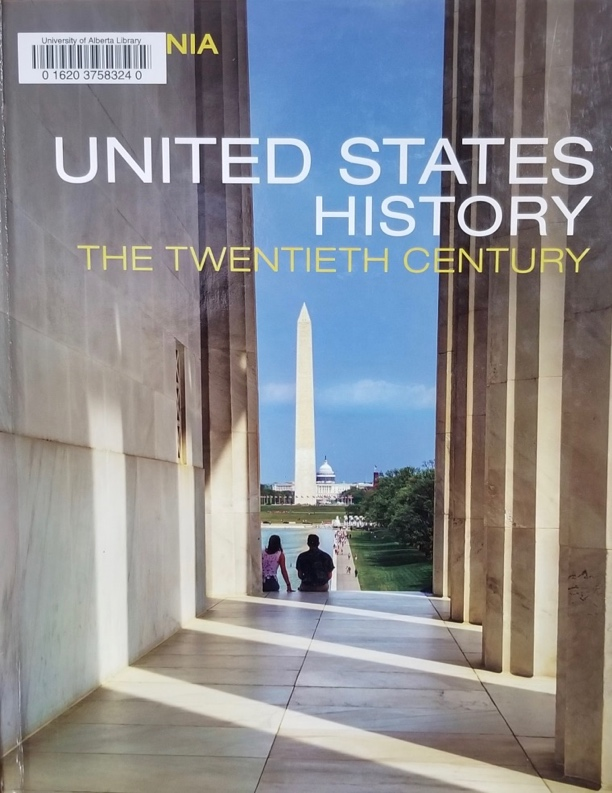 University of Alberta Library
NIA
0 1620 3758324 0
UNITED STATES
HISTORY
THE TWENTIETH CENTURY